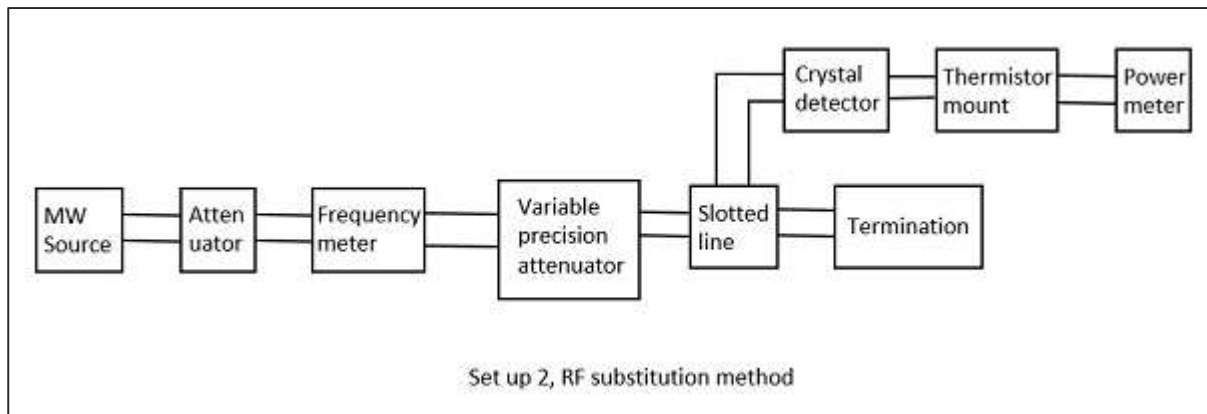 Crystal
detector
Thermistor
mount
Power
meter
MW
Source
Atten
uator
Frequency
meter
Variable
precision
attenuator
Slotted
line
Termination
Set up 2, RF substitution method